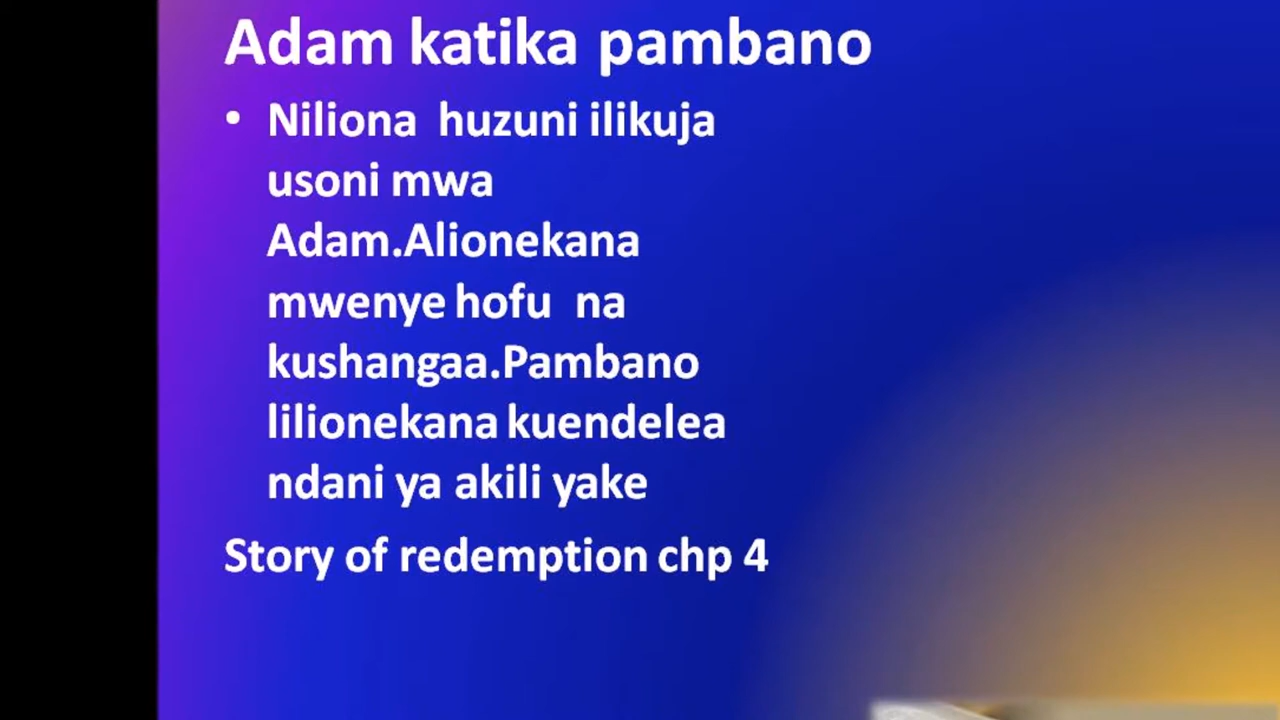 Adam katika pambano
• Niliona huzuni ilikuja
usoni mwa
Adam.Alionekana
mwenye hofu na
kushangaa.Pambano
lilionekana kuendelea
ndani ya akili yake
Story of redemption chp 4